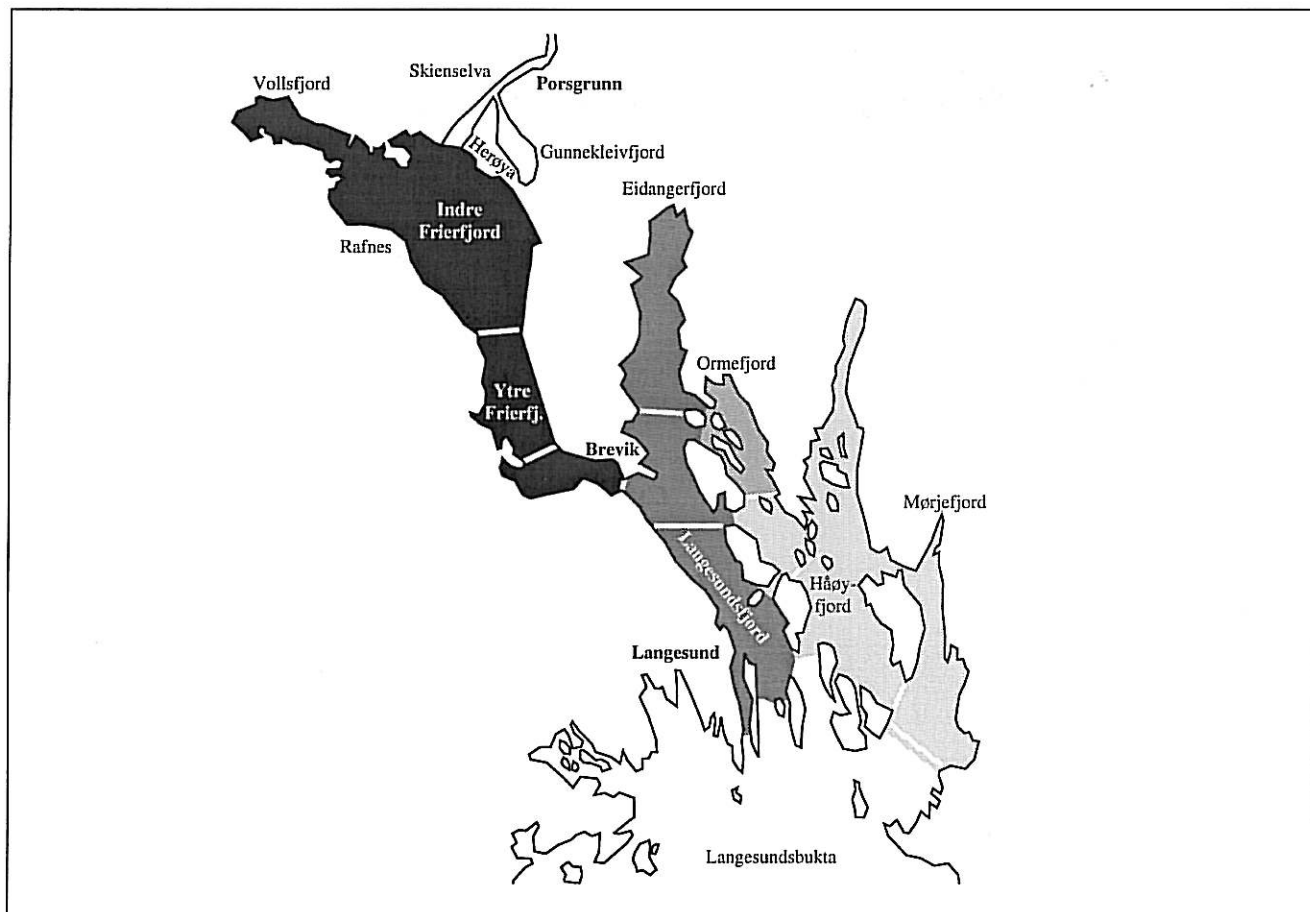 Skienselva
Vollsfjord
Porsgrunn
Herøya
Gunnekleivfjord
Eidangerfjord
Indre
Frierfjord
Rafnes
Ormefjord
Ytre
Frierfj.
Brevik
Mørjefjord
Langesundsfjord
Håøy-
fjord
Langesund
Langesundsbukta